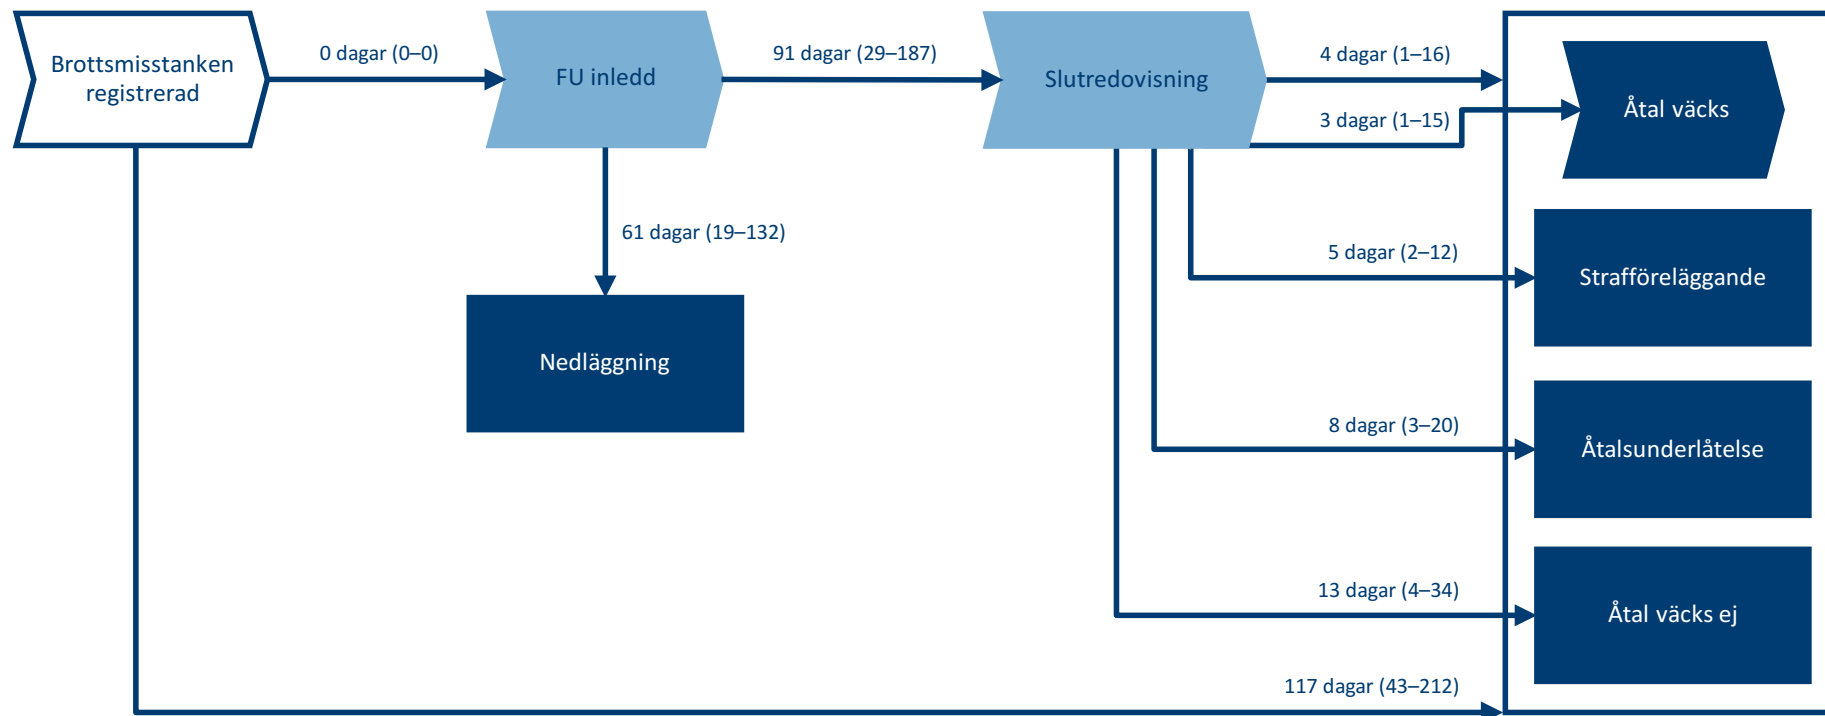 Brottsmisstanken
registrerad
0 dagar (0–0)
FU inledd
91 dagar (29–187)
Slutredovisning
4 dagar (1–16)
3 dagar (1–15)
Åtal väcks
61 dagar (19–132)
Nedläggning
5 dagar (2–12)
Strafföreläggande
8 dagar (3–20)
Åtalsunderlåtelse
13 dagar (4–34)
Åtal väcks ej
117 dagar (43–212)